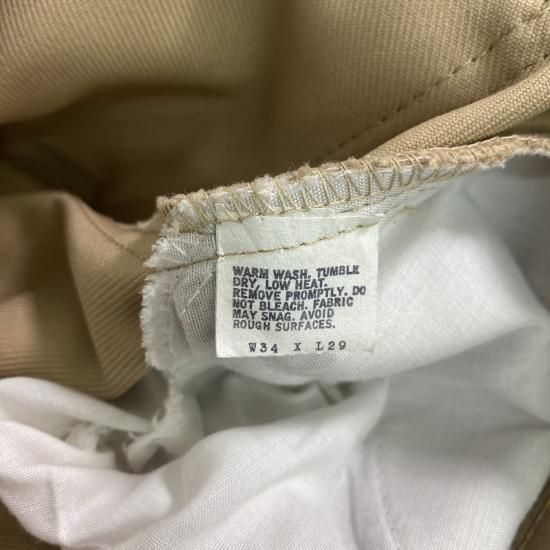 WARM WASH, TUMBLE
DRY, LOW HEAT.
REMOVE PROMPTLY. DO
NOT BLEACH. FABRIC
MAY SNAG. AVOID
ROUGH SURFACES.
W34 X L29